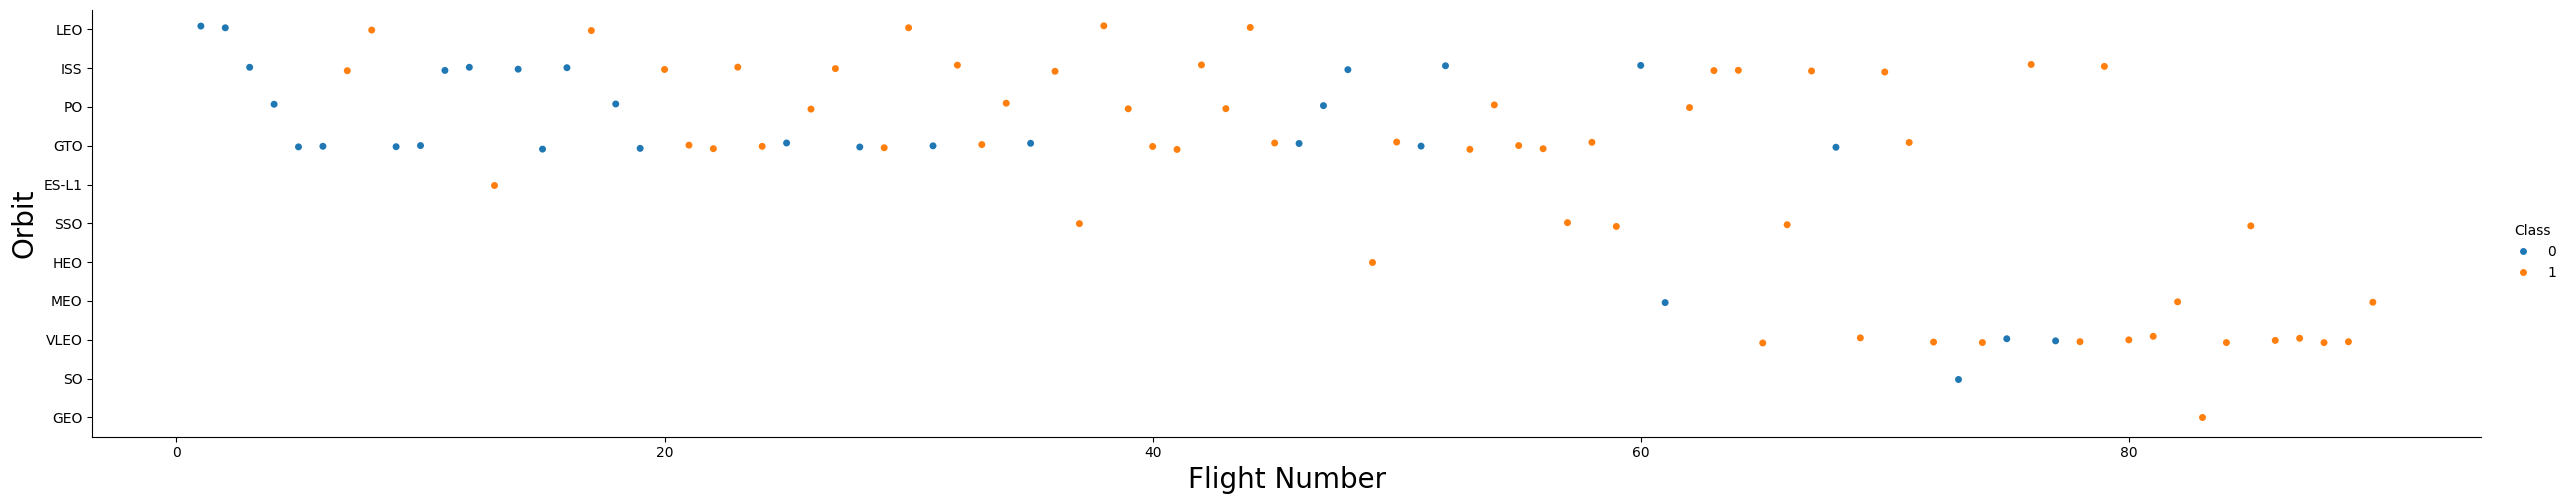 Orbit
LEO
ISS
PO
GTO
ES-L1
SSO
HEO
MEO
VLEO
SO
GEO
0 20 40 60 80
Flight Number
Class
0
1